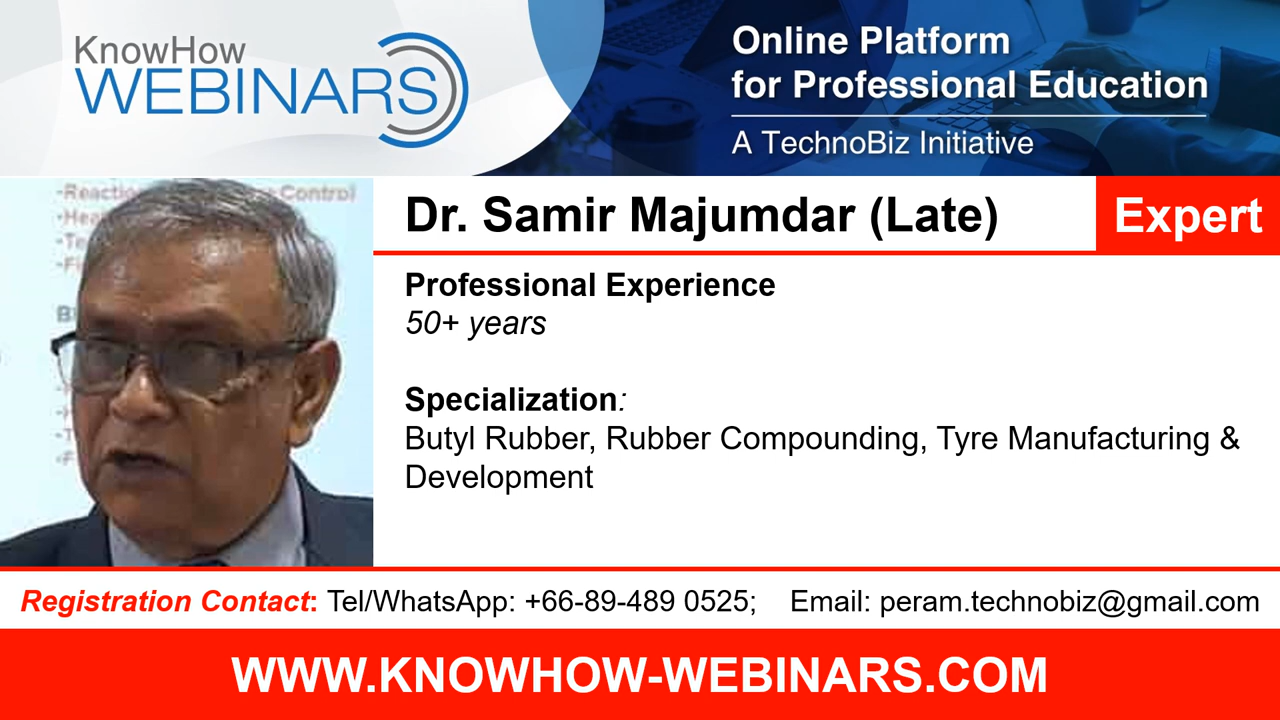 KnowHow
WEBINARS
Online Platform
for Professional Education
A TechnoBiz Initiative
Control
Dr. Samir Majumdar (Late)
Expert
Professional Experience
50+ years
Specialization:
Butyl Rubber, Rubber Compounding, Tyre Manufacturing &
Development
Registration Contact: Tel/WhatsApp: +66-89-489 0525; Email: peram.technobiz@gmail.com
WWW.KNOWHOW-WEBINARS.COM